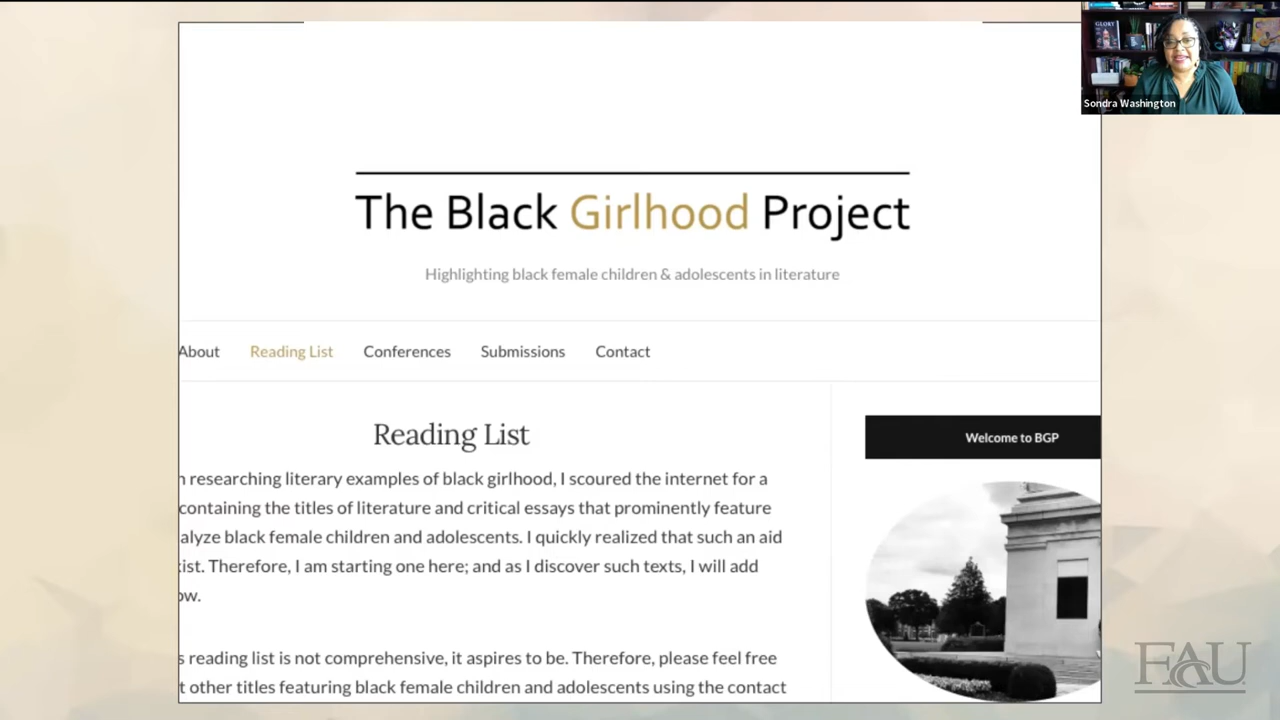 GLORY
Sondra Washington
The Black Girlhood Project
Highlighting black female children & adolescents in literature
About Reading List Conferences Submissions Contact
Reading List
Welcome to BGP
n researching literary examples of black girlhood, I scoured the internet for a
containing the titles of literature and critical essays that prominently feature
alyze black female children and adolescents. I quickly realized that such an aid
ist. Therefore, I am starting one here; and as I discover such texts, I will add
ow.
s reading list is not comprehensive, it aspires to be. Therefore, please feel free
t other titles featuring black female children and adolescents using the contact
FAU